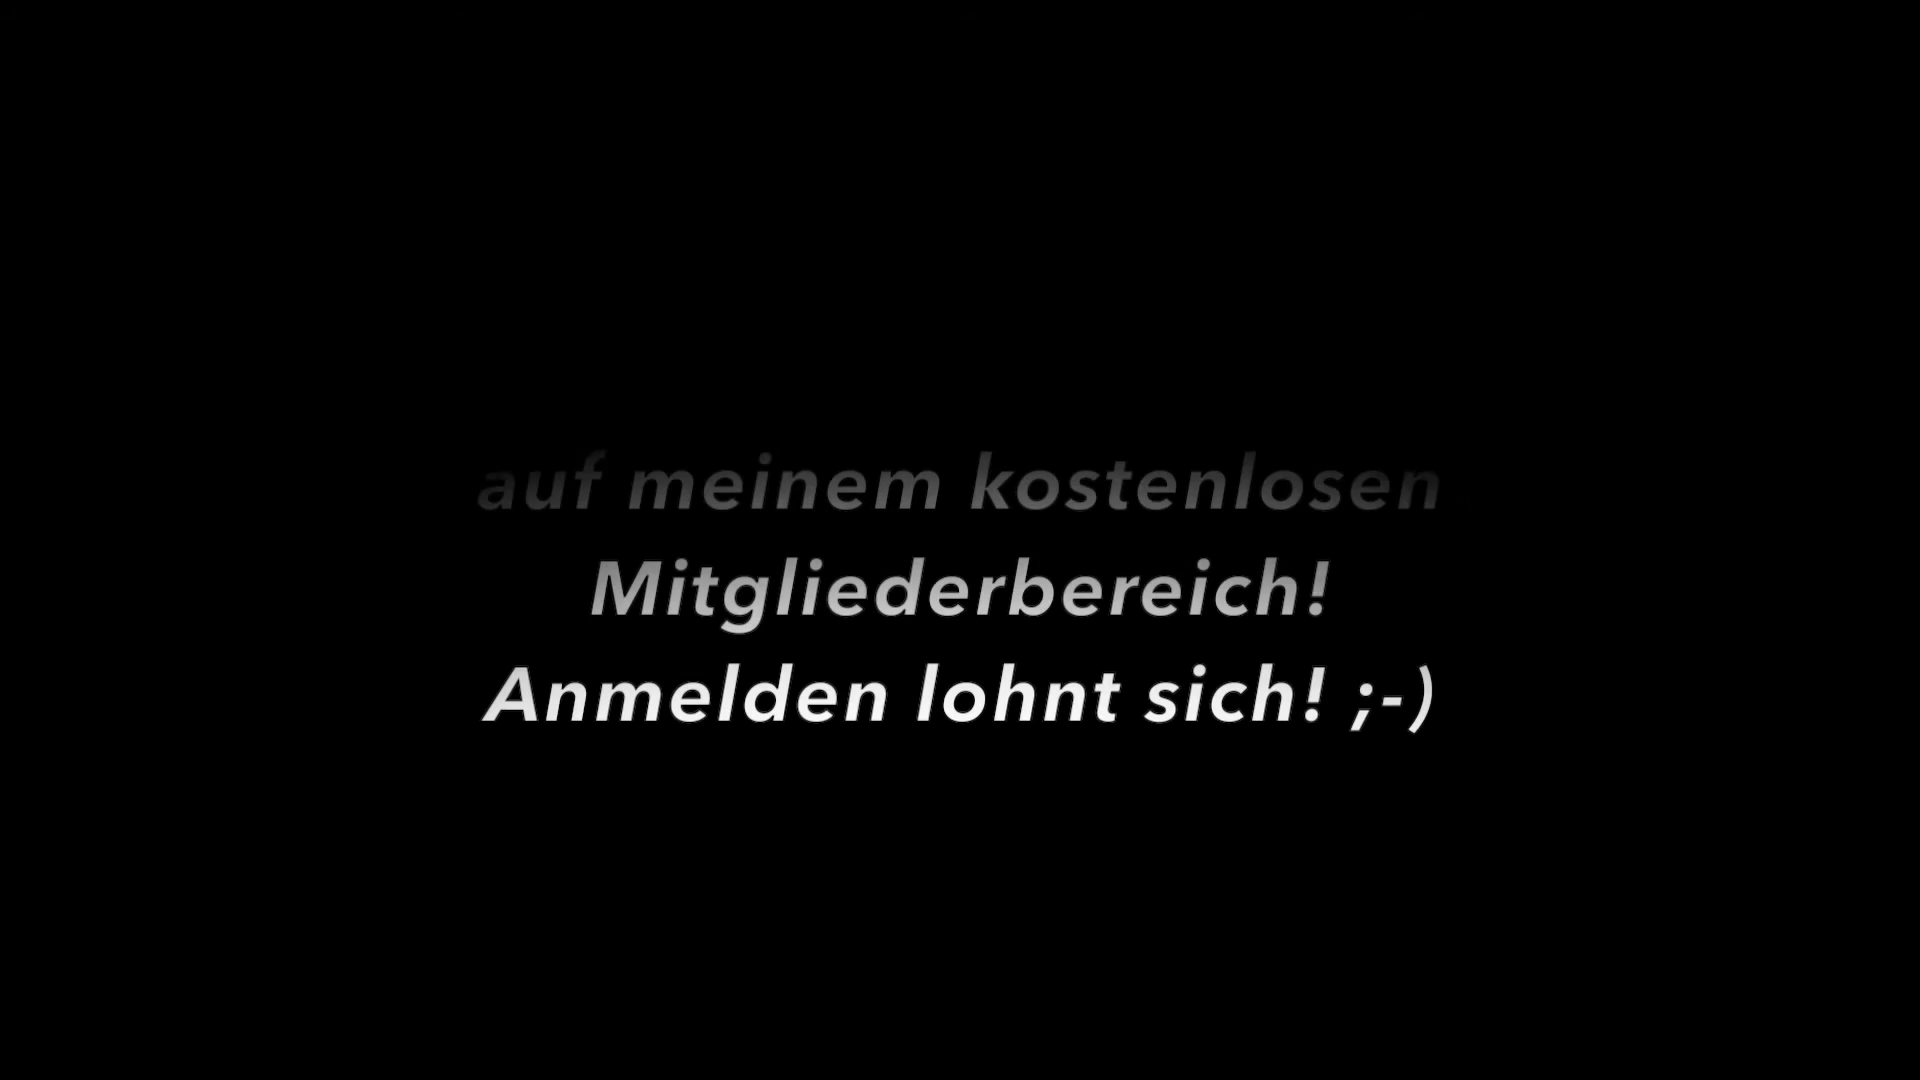 auf meinem kostenlosen
Mitgliederbereich!
Anmelden lohnt sich! ;-)